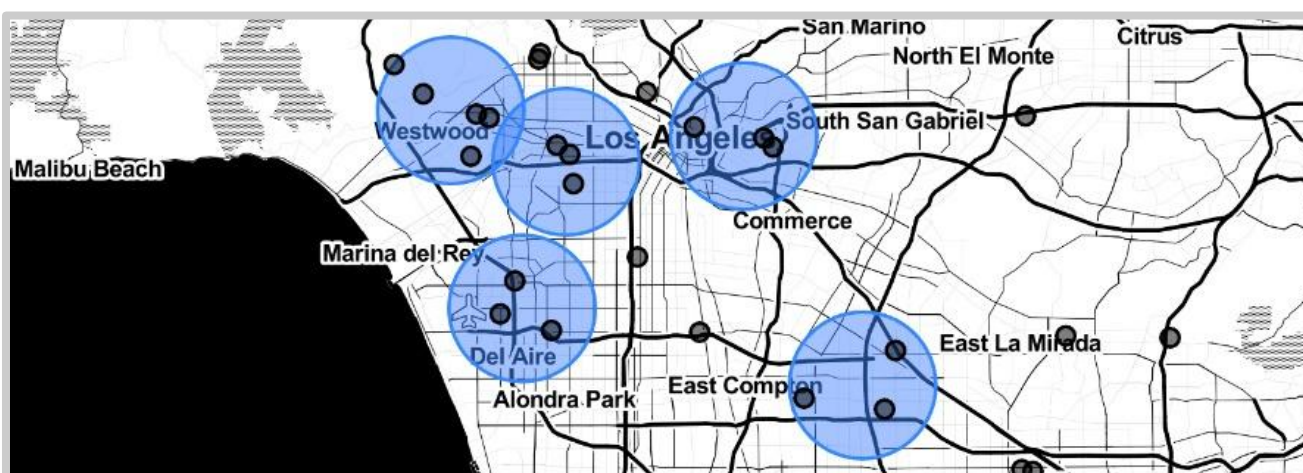 San Marino
Citrus
North El Monte
South San Gabriel
Westwood
Los Angeles
Malibu Beach
Commerce
Marina del Rey
East La Mirada
Del Aire
East Compton
Alondra Park